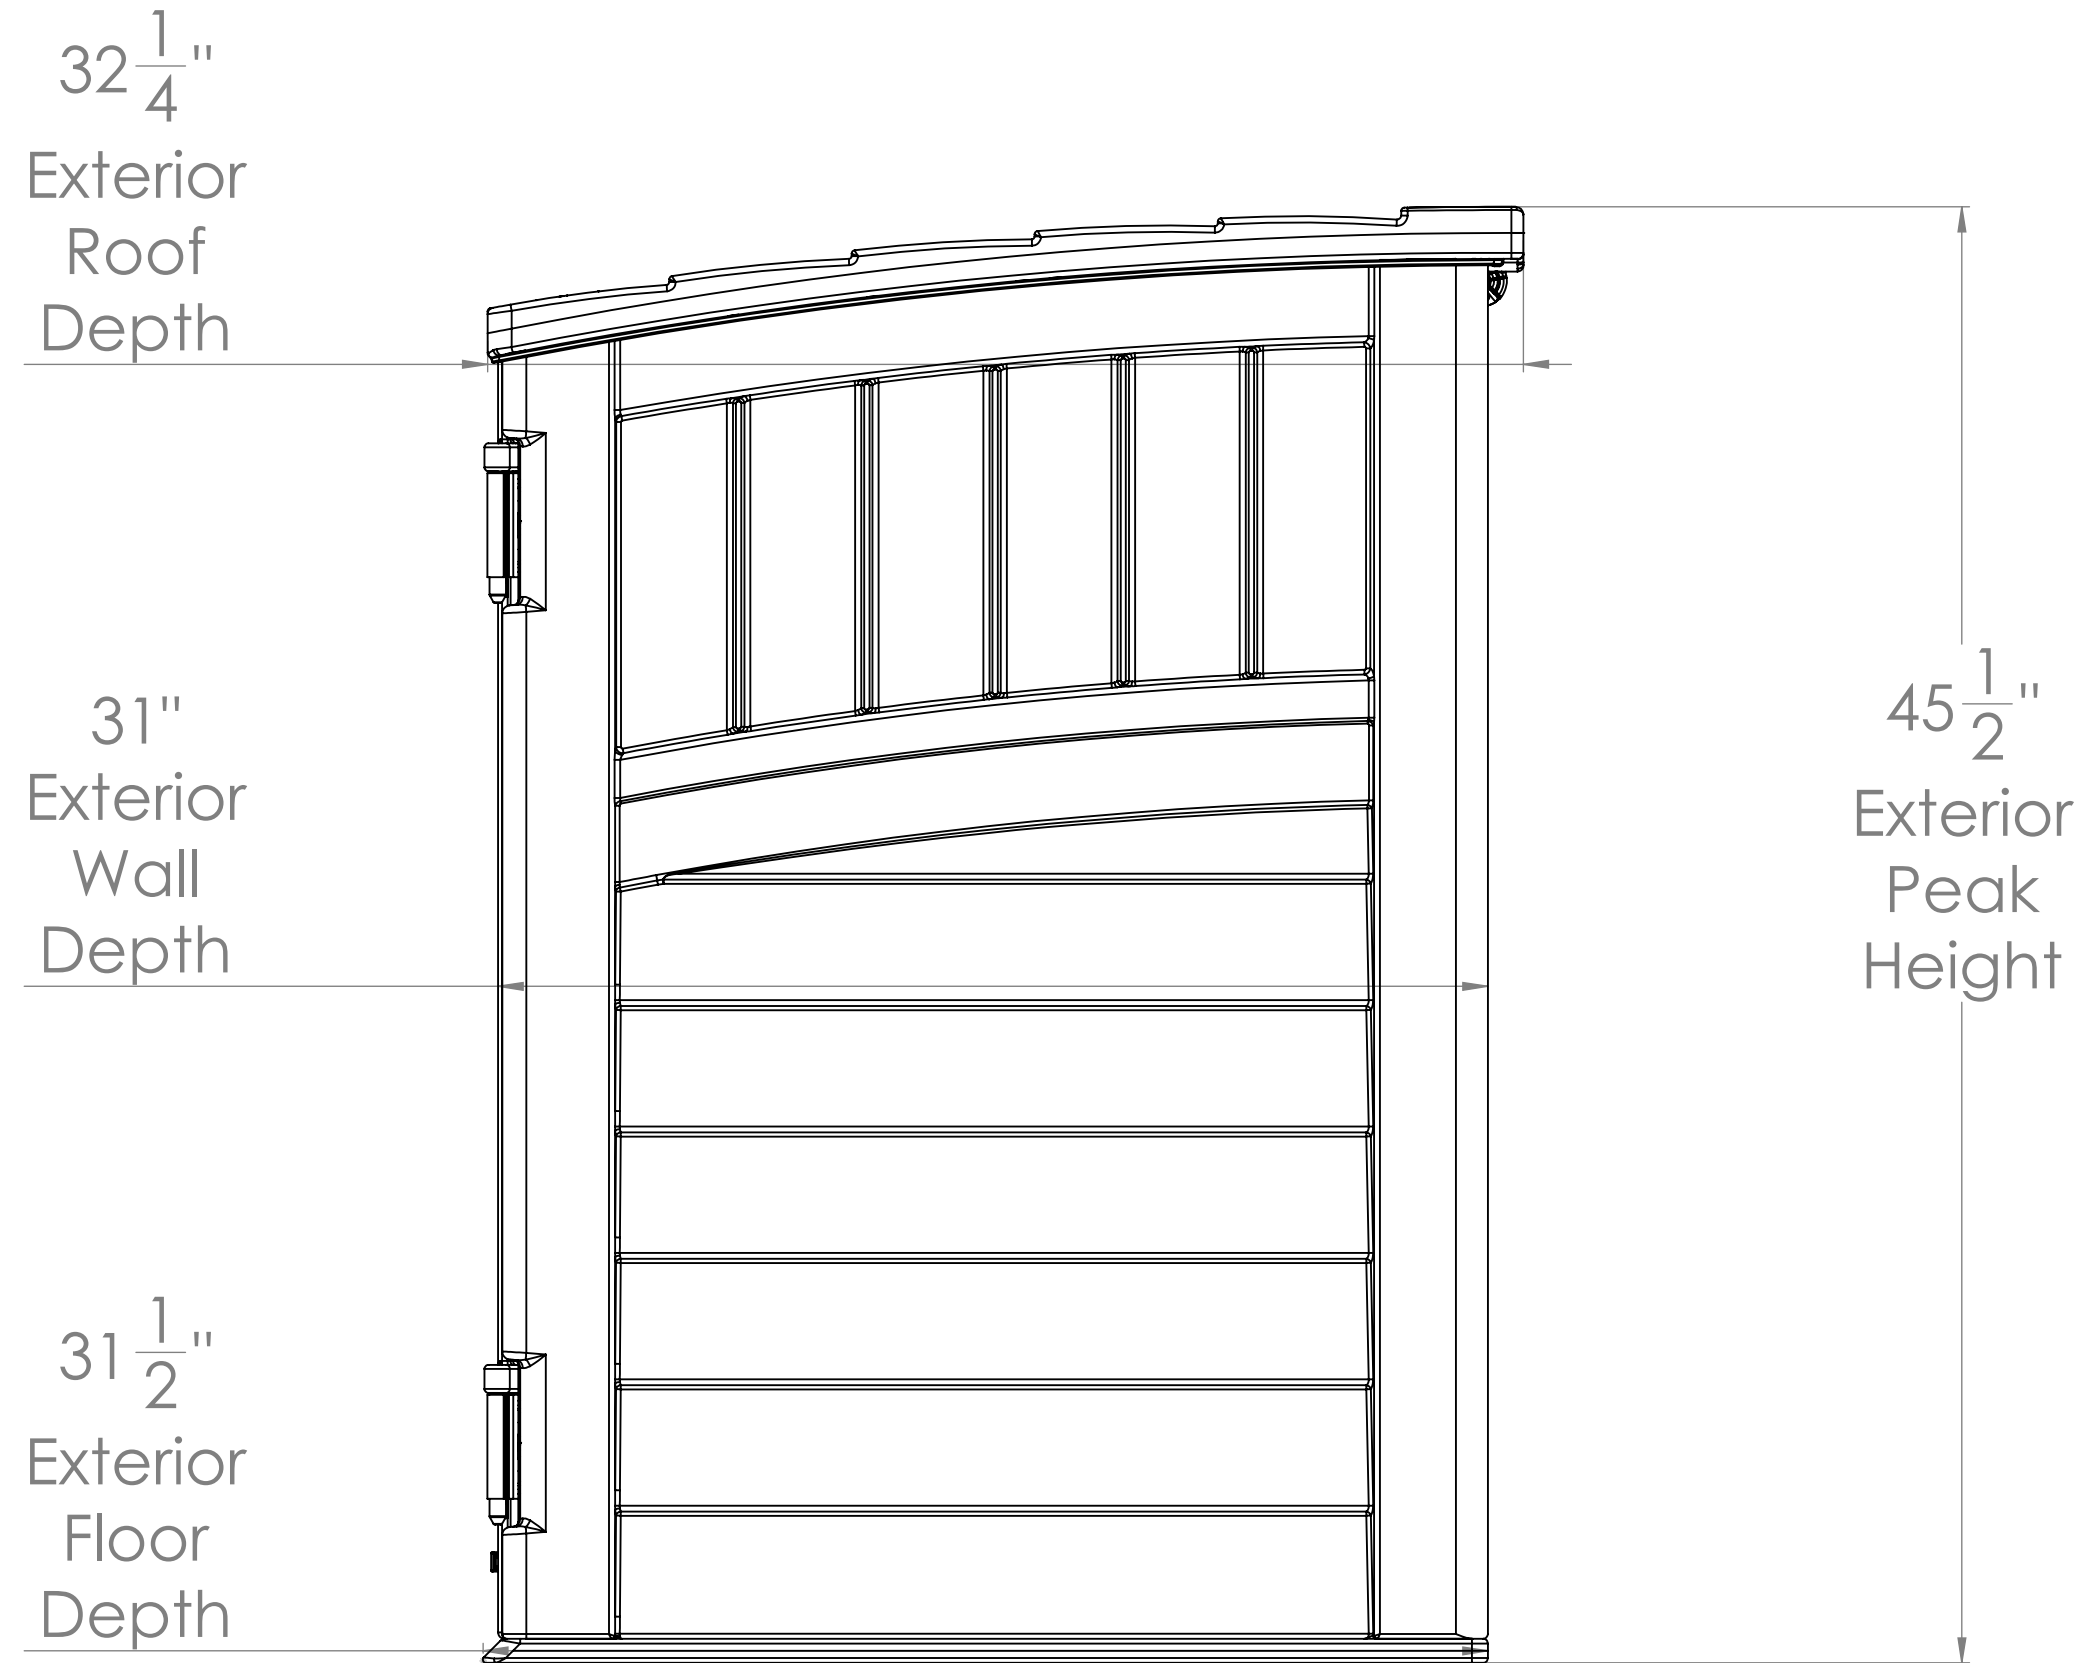 32 1/4"
Exterior
Roof
Depth
31"
Exterior
Wall
Depth
45 1/2"
Exterior
Peak
Height
31 1/2"
Exterior
Floor
Depth